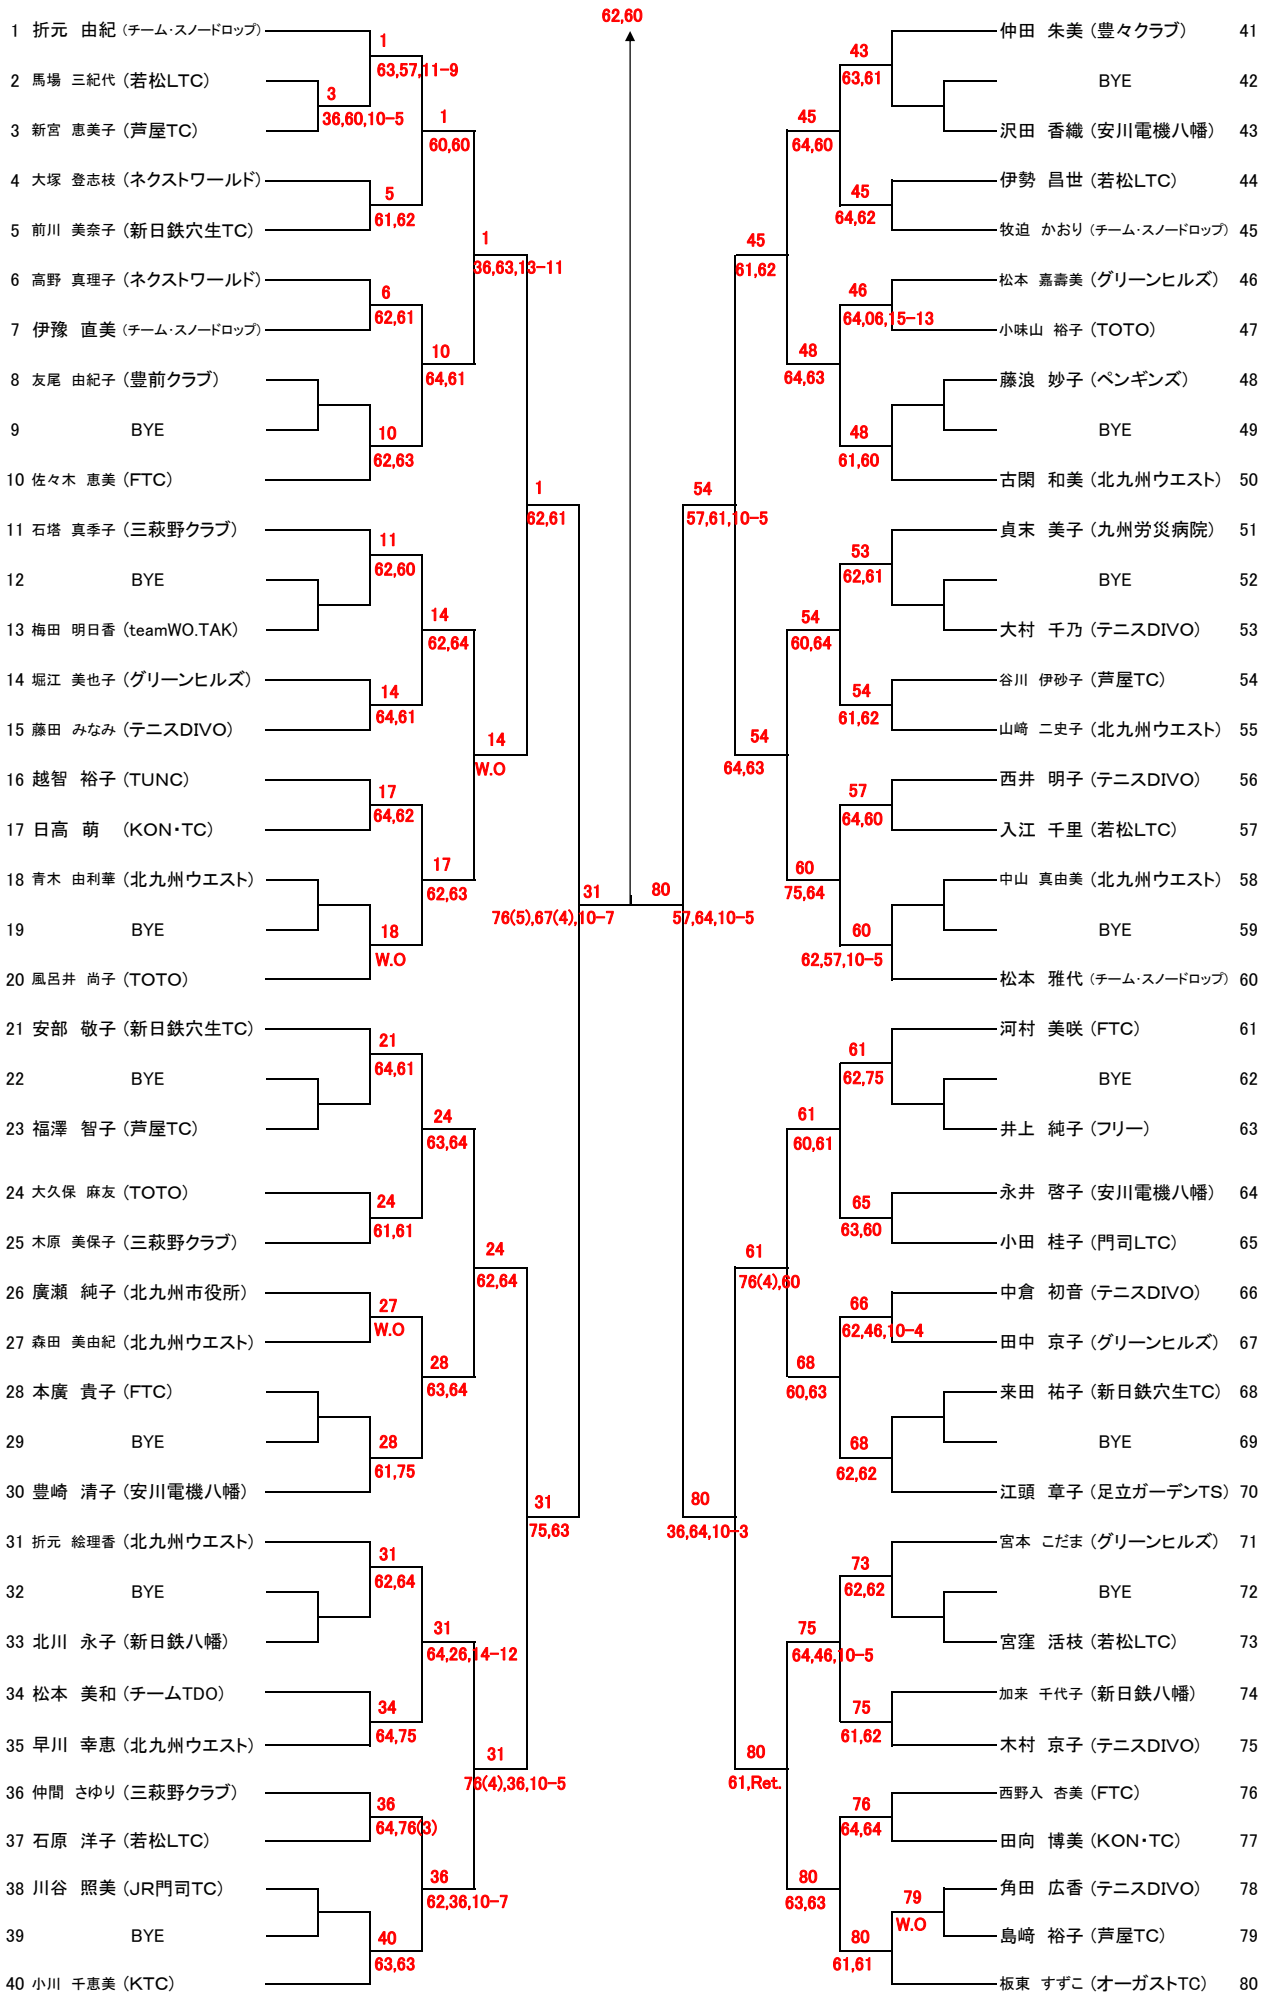 62,60
1 折元 由紀 (チーム・スノードロップ)
1
63,57,11-9
2 馬場 三紀代 (若松LTC)
3
36,60,10-5
3 新宮 恵美子 (芦屋TC)
1
60,60
4 大塚 登志枝 (ネクストワールド)
5
61,62
5 前川 美奈子 (新日鉄穴生TC)
1
36,63,13-11
6 高野 真理子 (ネクストワールド)
6
62,61
7 伊豫 直美 (チーム・スノードロップ)
10
64,61
8 友尾 由紀子 (豊前クラブ)
9 BYE
10
62,63
10 佐々木 恵美 (FTC)
1
62,61
11 石塔 真季子 (三萩野クラブ)
11
62,60
12 BYE
13 梅田 明日香 (teamWO.TAK)
14
62,64
14 堀江 美也子 (グリーンヒルズ)
14
64,61
15 藤田 みなみ (テニスDIVO)
14
W.O
16 越智 裕子 (TUNC)
17
64,62
17 日高 萌 (KON・TC)
17
62,63
18 青木 由利華 (北九州ウエスト)
19 BYE
18
W.O
20 風呂井 尚子 (TOTO)
31
76(5),67(4),10-7
21 安部 敬子 (新日鉄穴生TC)
21
64,61
22 BYE
23 福澤 智子 (芦屋TC)
24
63,64
24 大久保 麻友 (TOTO)
24
61,61
25 木原 美保子 (三萩野クラブ)
24
62,64
26 廣瀬 純子 (北九州市役所)
27
W.O
27 森田 美由紀 (北九州ウエスト)
28
63,64
28 本廣 貴子 (FTC)
29 BYE
28
61,75
30 豊崎 清子 (安川電機八幡)
31
75,63
31 折元 絵理香 (北九州ウエスト)
31
62,64
32 BYE
33 北川 永子 (新日鉄八幡)
31
64,26,14-12
34 松本 美和 (チームTDO)
34
64,75
35 早川 幸恵 (北九州ウエスト)
31
76(4),36,10-5
36 仲間 さゆり (三萩野クラブ)
36
64,76(3)
37 石原 洋子 (若松LTC)
36
62,36,10-7
38 川谷 照美 (JR門司TC)
39 BYE
40
63,63
40 小川 千恵美 (KTC)
仲田 朱美 (豊々クラブ) 41
43
63,61
BYE 42
沢田 香織 (安川電機八幡) 43
45
64,60
伊勢 昌世 (若松LTC) 44
45
64,62
牧迫 かおり (チーム・スノードロップ) 45
45
61,62
松本 嘉壽美 (グリーンヒルズ) 46
46
64,06,15-13
小味山 裕子 (TOTO) 47
48
64,63
藤浪 妙子 (ペンギンズ) 48
BYE 49
48
61,60
古閑 和美 (北九州ウエスト) 50
54
57,61,10-5
貞末 美子 (九州労災病院) 51
53
62,61
BYE 52
大村 千乃 (テニスDIVO) 53
54
60,64
谷川 伊砂子 (芦屋TC) 54
54
61,62
山﨑 二史子 (北九州ウエスト) 55
54
64,63
西井 明子 (テニスDIVO) 56
57
64,60
入江 千里 (若松LTC) 57
60
75,64
中山 真由美 (北九州ウエスト) 58
BYE 59
60
62,57,10-5
松本 雅代 (チーム・スノードロップ) 60
80
57,64,10-5
河村 美咲 (FTC) 61
61
62,75
BYE 62
井上 純子 (フリー) 63
61
60,61
永井 啓子 (安川電機八幡) 64
65
63,60
小田 桂子 (門司LTC) 65
61
76(4),60
中倉 初音 (テニスDIVO) 66
66
62,46,10-4
田中 京子 (グリーンヒルズ) 67
68
60,63
来田 祐子 (新日鉄穴生TC) 68
BYE 69
68
62,62
江頭 章子 (足立ガーデンTS) 70
80
36,64,10-3
宮本 こだま (グリーンヒルズ) 71
73
62,62
BYE 72
宮窪 活枝 (若松LTC) 73
75
64,46,10-5
加来 千代子 (新日鉄八幡) 74
75
61,62
木村 京子 (テニスDIVO) 75
80
61,Ret.
西野入 杏美 (FTC) 76
76
64,64
田向 博美 (KON・TC) 77
80
63,63
角田 広香 (テニスDIVO) 78
79
W.O
島﨑 裕子 (芦屋TC) 79
80
61,61
板東 すずこ (オーガストTC) 80